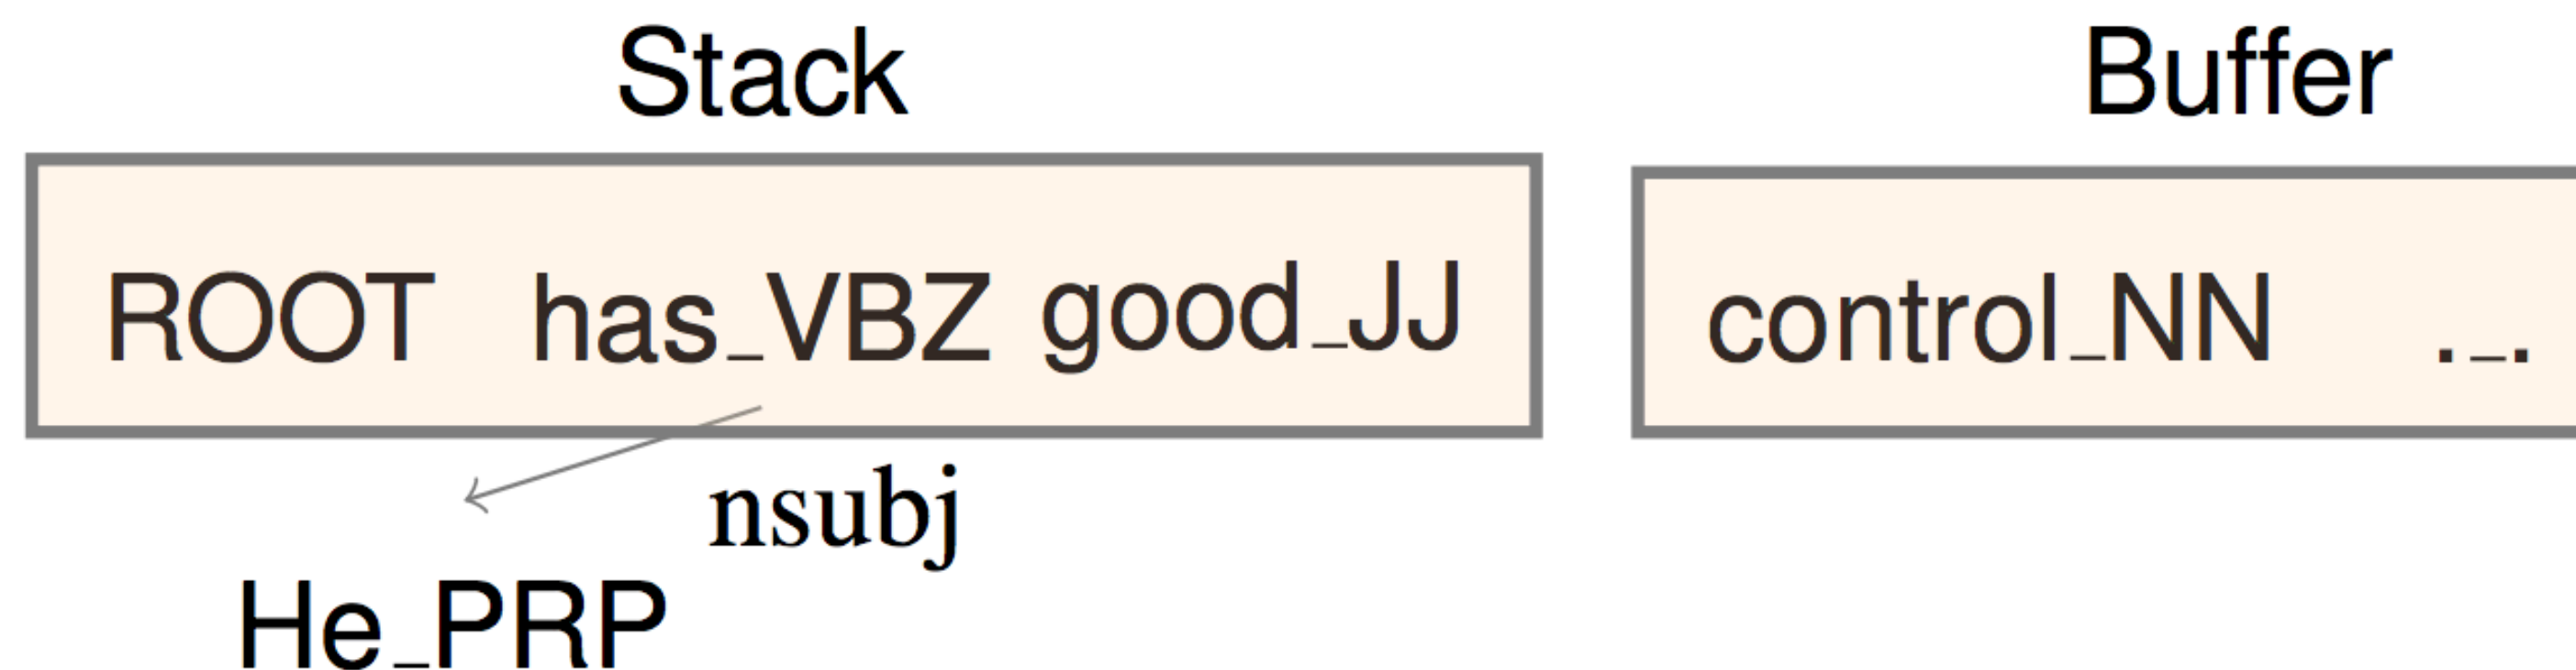 Stack Buffer
ROOT has_VBZ good_JJ control_NN ._.
nsubj
He_PRP